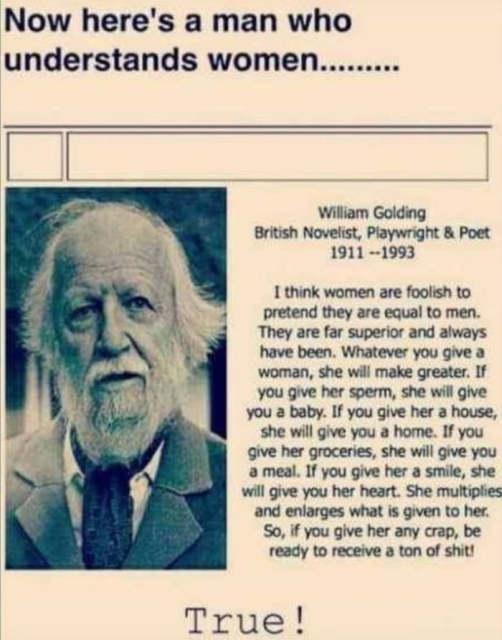 Now here's a man who
understands women.........
William Golding
British Novelist, Playwright & Poet
1911 --1993
I think women are foolish to
pretend they are equal to men.
They are far superior and always
have been. Whatever you give a
woman, she will make greater. If
you give her sperm, she will give
you a baby. If you give her a house,
she will give you a home. If you
give her groceries, she will give you
a meal. If you give her a smile, she
will give you her heart. She multiplies
and enlarges what is given to her.
So, if you give her any crap, be
ready to receive a ton of shit!
True!